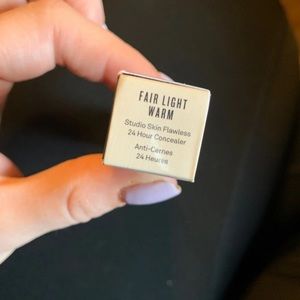 FAIR LIGHT
WARM
Studio Skin Flawless
24 Hour Concealer
Anti-Cernes
24 Heures